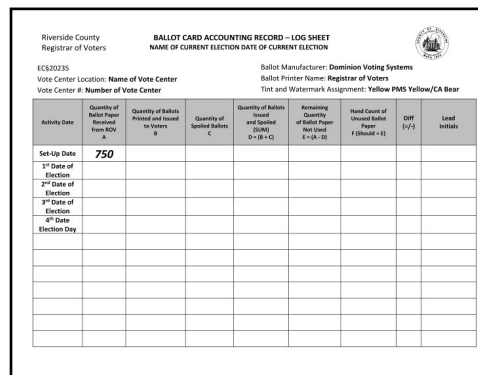 Riverside County
Registrar of Voters
BALLOT CARD ACCOUNTING RECORD – LOG SHEET
NAME OF CURRENT ELECTION DATE OF CURRENT ELECTION
EC§20235
Vote Center Location: Name of Vote Center
Vote Center #: Number of Vote Center
Ballot Manufacturer: Dominion Voting Systems
Ballot Printer Name: Registrar of Voters
Tint and Watermark Assignment: Yellow PMS Yellow/CA Bear
Activity Date
Quantity of
Ballot Paper
Received
from ROV
A
Quantity of Ballots
Printed and Issued
to Voters
B
Quantity of
Spoiled Ballots
C
Quantity of Ballots
Issued
and Spoiled
(SUM)
D = (B + C)
Remaining
Quantity
of Ballot Paper
Not Used
E = (A - D)
Hand Count of
Unused Ballot
Paper
F (Should = E)
Diff
(+/-)
Lead
Initials
Set-Up Date 750
1st Date of
Election
2nd Date of
Election
3rd Date of
Election
4th Date
Election Day